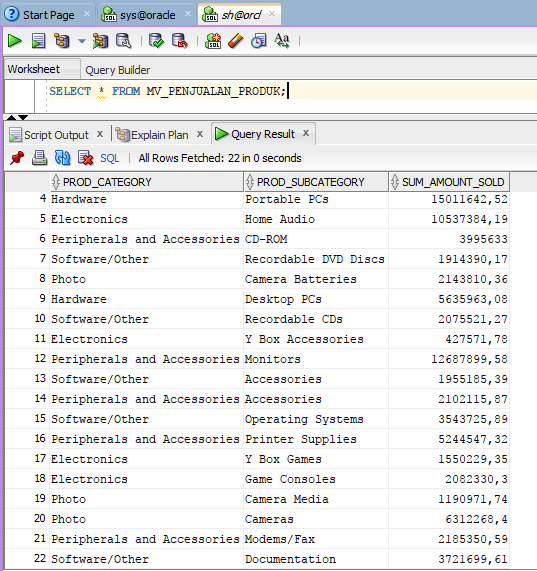 Start Page sys@oracle sh@orcl
SQL SQL Aa
Worksheet Query Builder
SELECT * FROM MV_PENJUALAN_PRODUK;
Script Output Explain Plan Query Result
SQL All Rows Fetched: 22 in 0 seconds
PROD_CATEGORY PROD_SUBCATEGORY SUM_AMOUNT_SOLD
4 Hardware Portable PCs 15011642,52
5 Electronics Home Audio 10537384,19
6 Peripherals and Accessories CD-ROM 3995633
7 Software/Other Recordable DVD Discs 1914390,17
8 Photo Camera Batteries 2143810,36
9 Hardware Desktop PCs 5635963,08
10 Software/Other Recordable CDs 2075521,27
11 Electronics Y Box Accessories 427571,78
12 Peripherals and Accessories Monitors 12687899,58
13 Software/Other Accessories 1955185,39
14 Peripherals and Accessories Accessories 2102115,87
15 Software/Other Operating Systems 3543725,89
16 Peripherals and Accessories Printer Supplies 5244547,32
17 Electronics Y Box Games 1550229,35
18 Electronics Game Consoles 2082330,3
19 Photo Camera Media 1190971,74
20 Photo Cameras 6312268,4
21 Peripherals and Accessories Modems/Fax 2185350,59
22 Software/Other Documentation 3721699,61